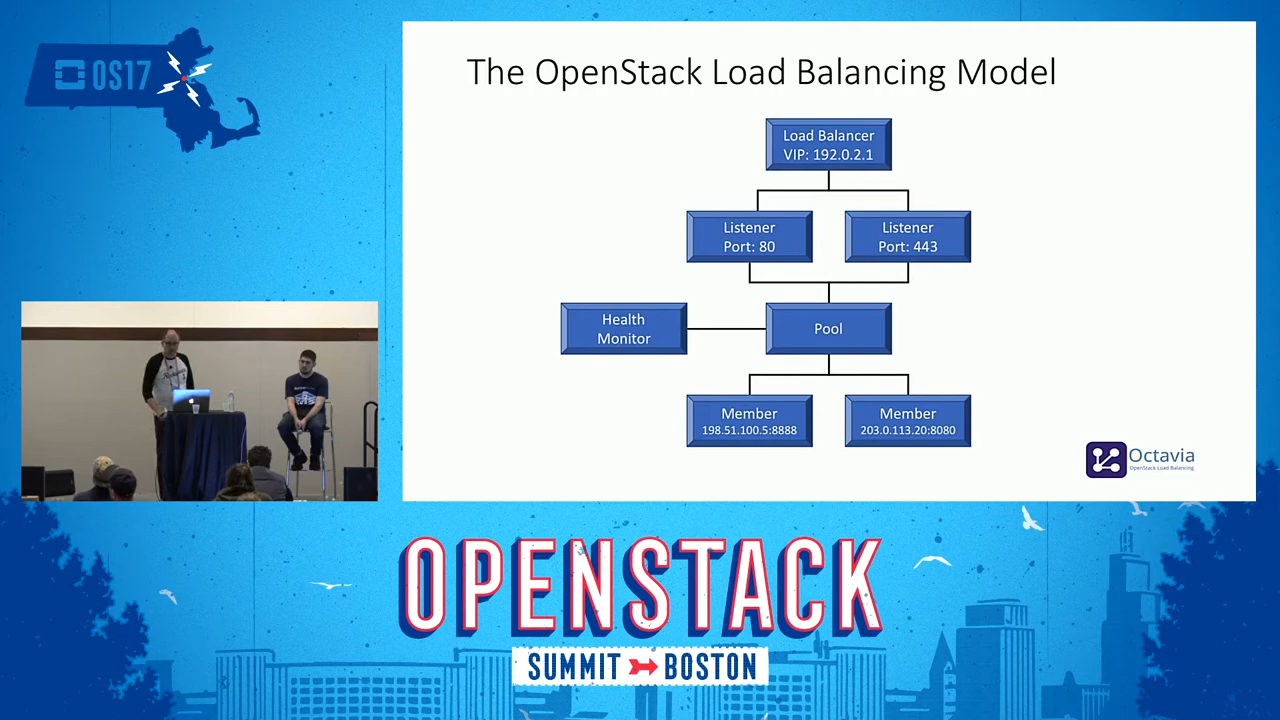 OS17
The OpenStack Load Balancing Model
Load Balancer
VIP: 192.0.2.1
Listener
Port: 80
Listener
Port: 443
Health
Monitor
Pool
Member
198.51.100.5:8888
Member
203.0.113.20:8080
Octavia
OpenStack Load Balancing
OPENSTACK
SUMMIT BOSTON